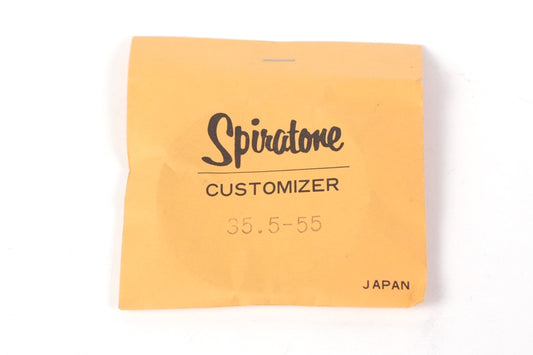 Spiratone
CUSTOMIZER
35.5-55
JAPAN